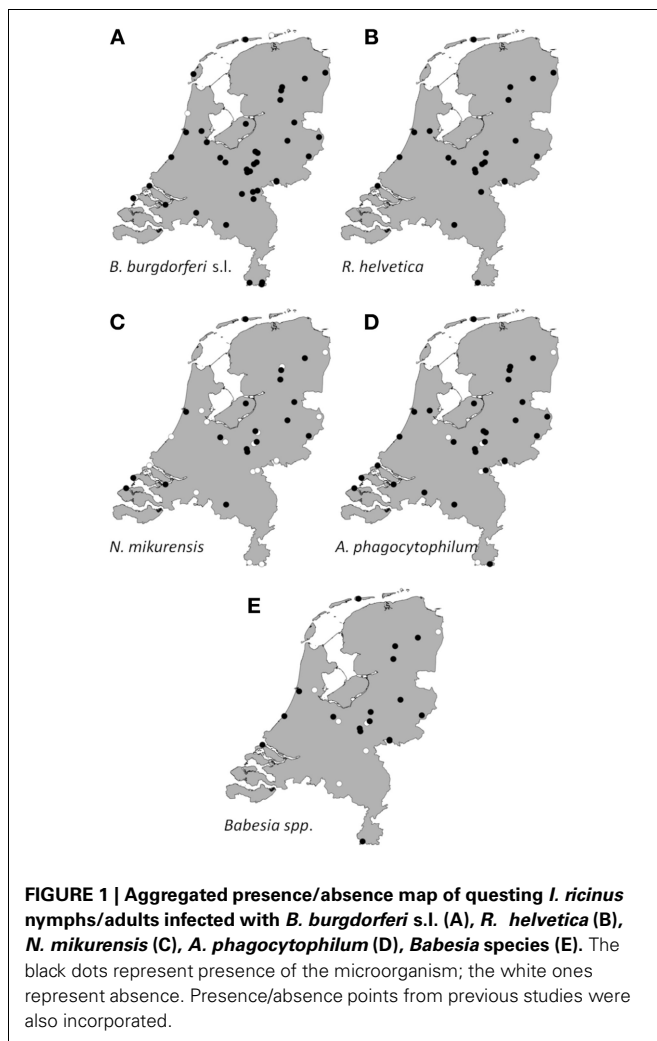 A
B
B. burgdorferi s.l.
R. helvetica
C
D
N. mikurensis
A. phagocytophilum
E
Babesia spp.
FIGURE 1 | Aggregated presence/absence map of questing I. ricinus
nymphs/adults infected with B. burgdorferi s.l. (A), R. helvetica (B),
N. mikurensis (C), A. phagocytophilum (D), Babesia species (E). The
black dots represent presence of the microorganism; the white ones
represent absence. Presence/absence points from previous studies were
also incorporated.